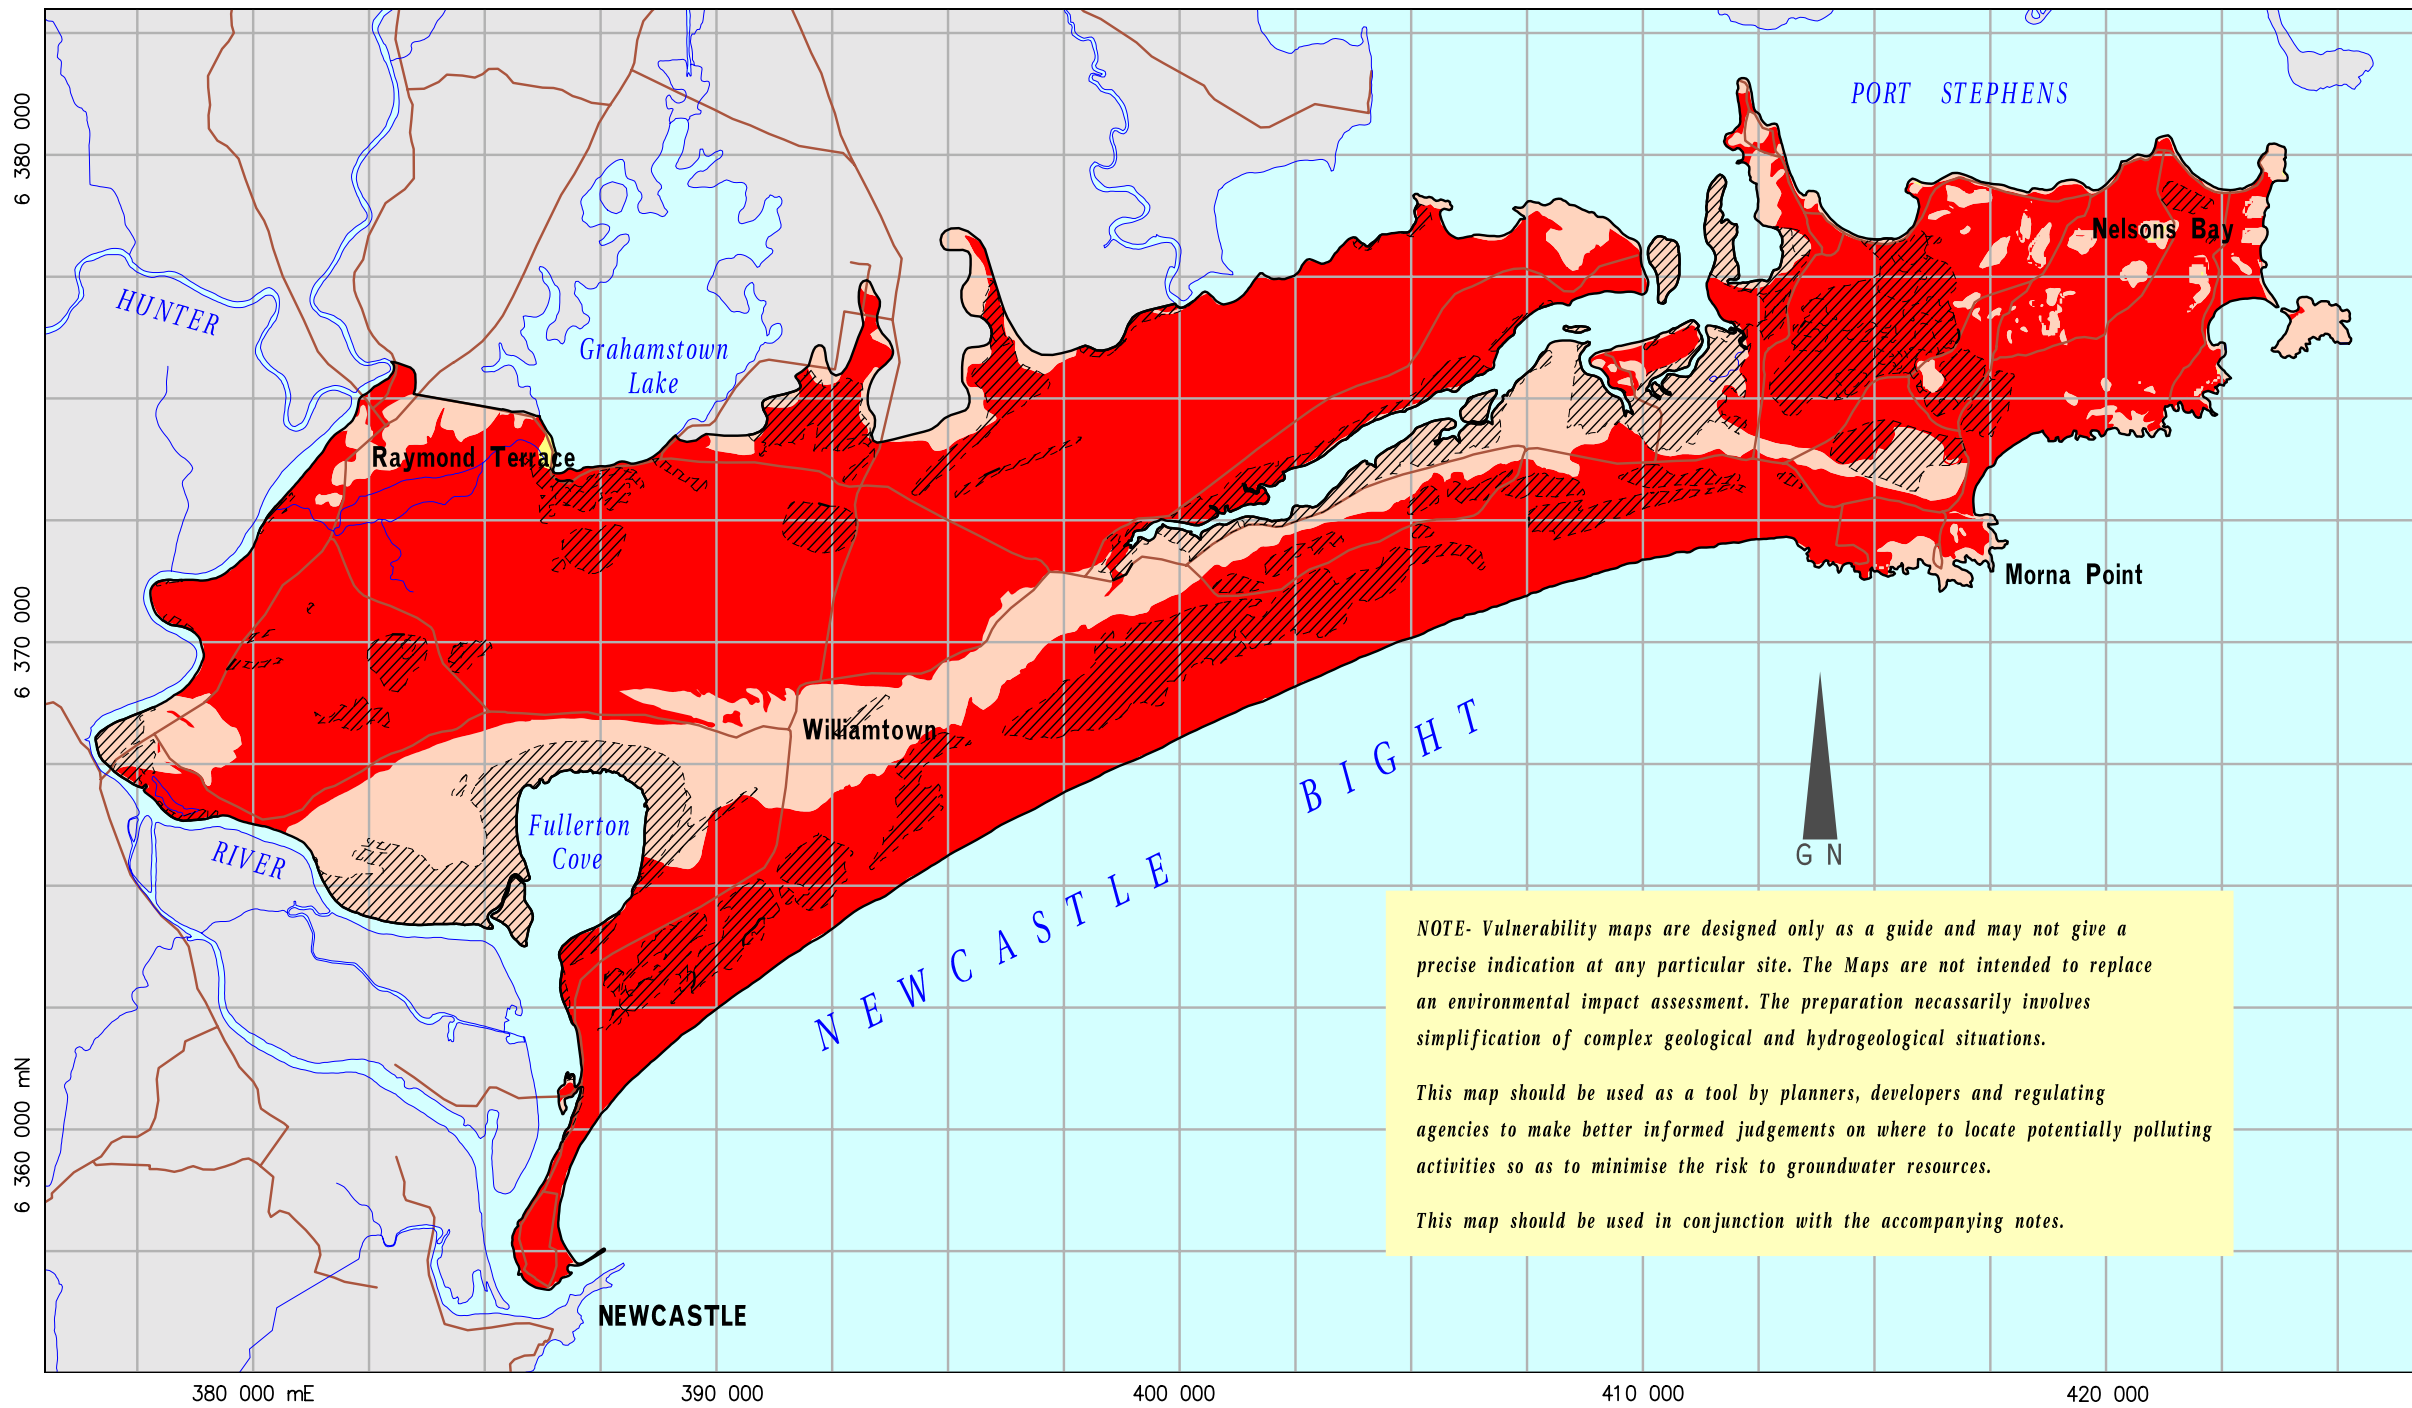 PORT STEPHENS
6 380 000
Nelsons Bay
HUNTER
Grahamstown
Lake
Raymond Terrace
Morna Point
6 370 000
Williamtown
NEWCASTLE BIGHT
Fullerton
Cove
RIVER
G N
NOTE- Vulnerability maps are designed only as a guide and may not give a
precise indication at any particular site. The Maps are not intended to replace
an environmental impact assessment. The preparation necassarily involves
simplification of complex geological and hydrogeological situations.
This map should be used as a tool by planners, developers and regulating
agencies to make better informed judgements on where to locate potentially polluting
activities so as to minimise the risk to groundwater resources.
This map should be used in conjunction with the accompanying notes.
6 360 000 mN
NEWCASTLE
380 000 mE
390 000
400 000
410 000
420 000